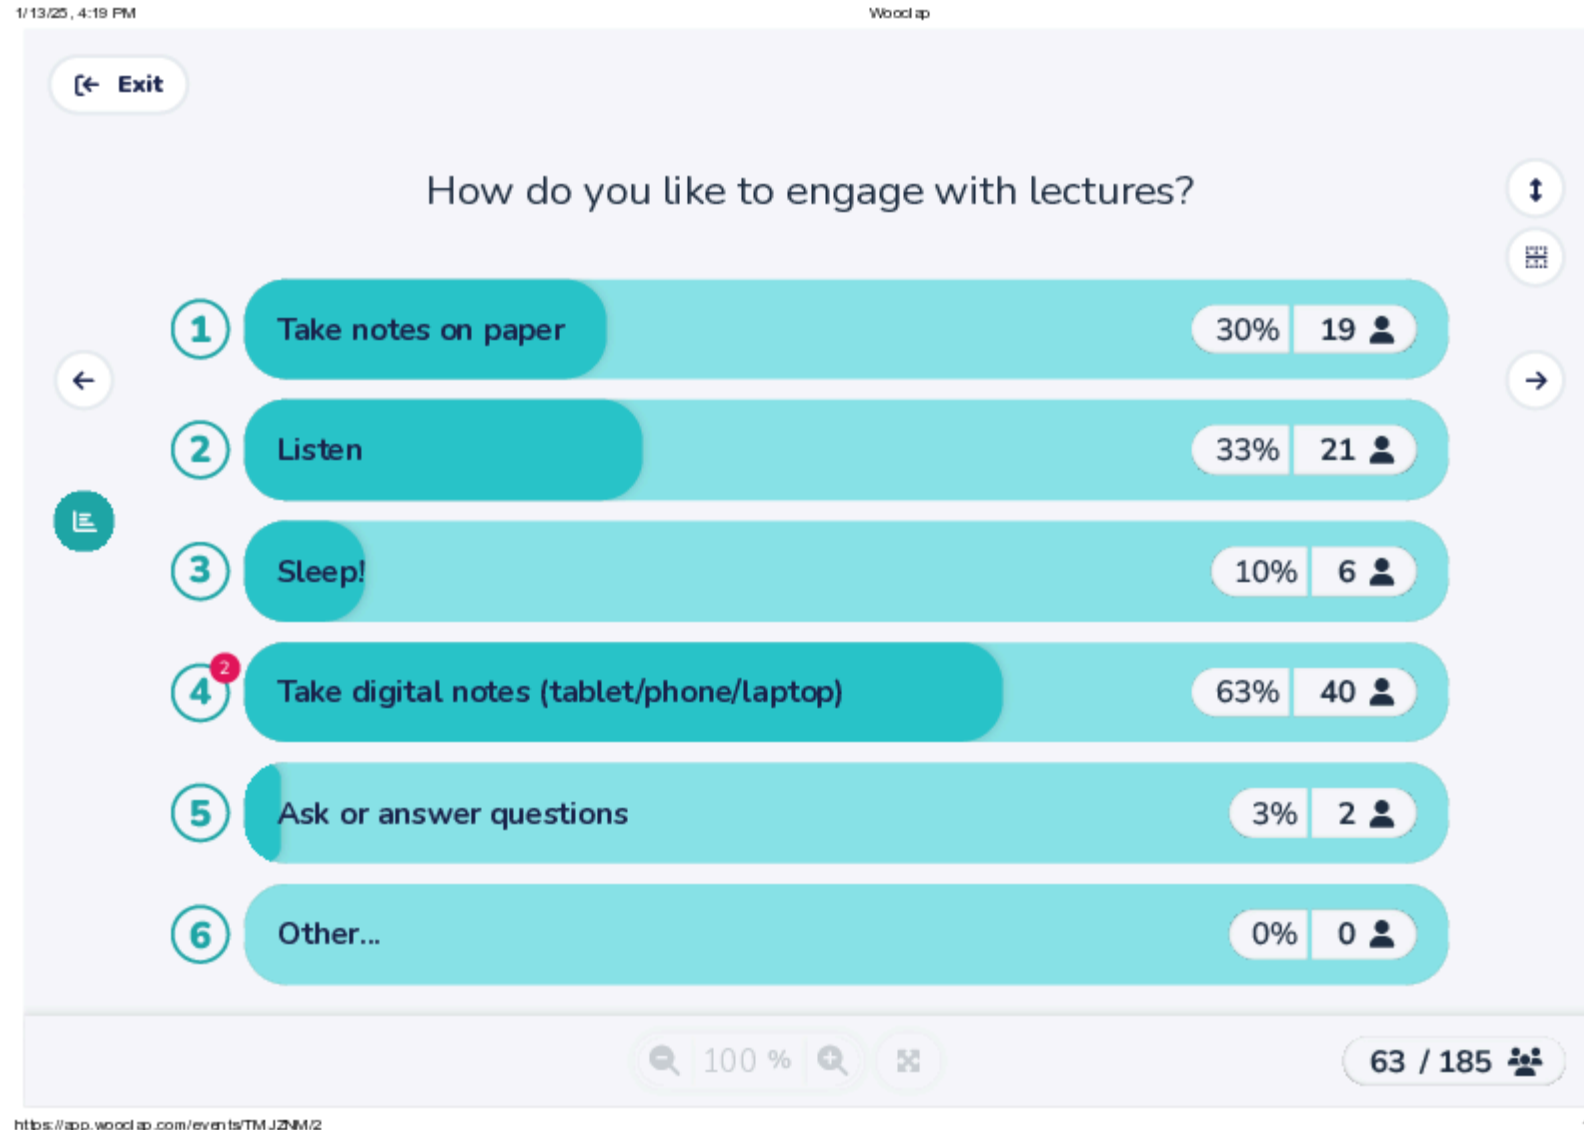 1/13/25, 4:19 PM Wooclap
Exit
How do you like to engage with lectures?
1 Take notes on paper 30% 19
2 Listen 33% 21
3 Sleep! 10% 6
4 2 Take digital notes (tablet/phone/laptop) 63% 40
5 Ask or answer questions 3% 2
6 Other... 0% 0
100 % 63 / 185
https://app.wooclap.com/events/TMJZNM/2